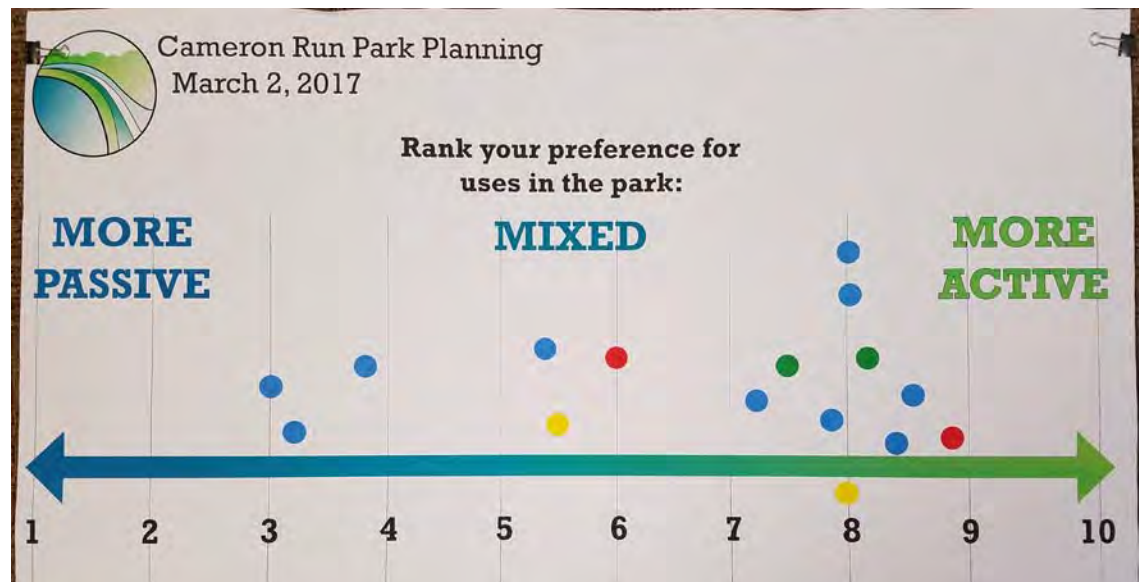 Cameron Run Park Planning
March 2, 2017
Rank your preference for
uses in the park:
MORE
PASSIVE
MIXED
MORE
ACTIVE
1 2 3 4 5 6 7 8 9 10